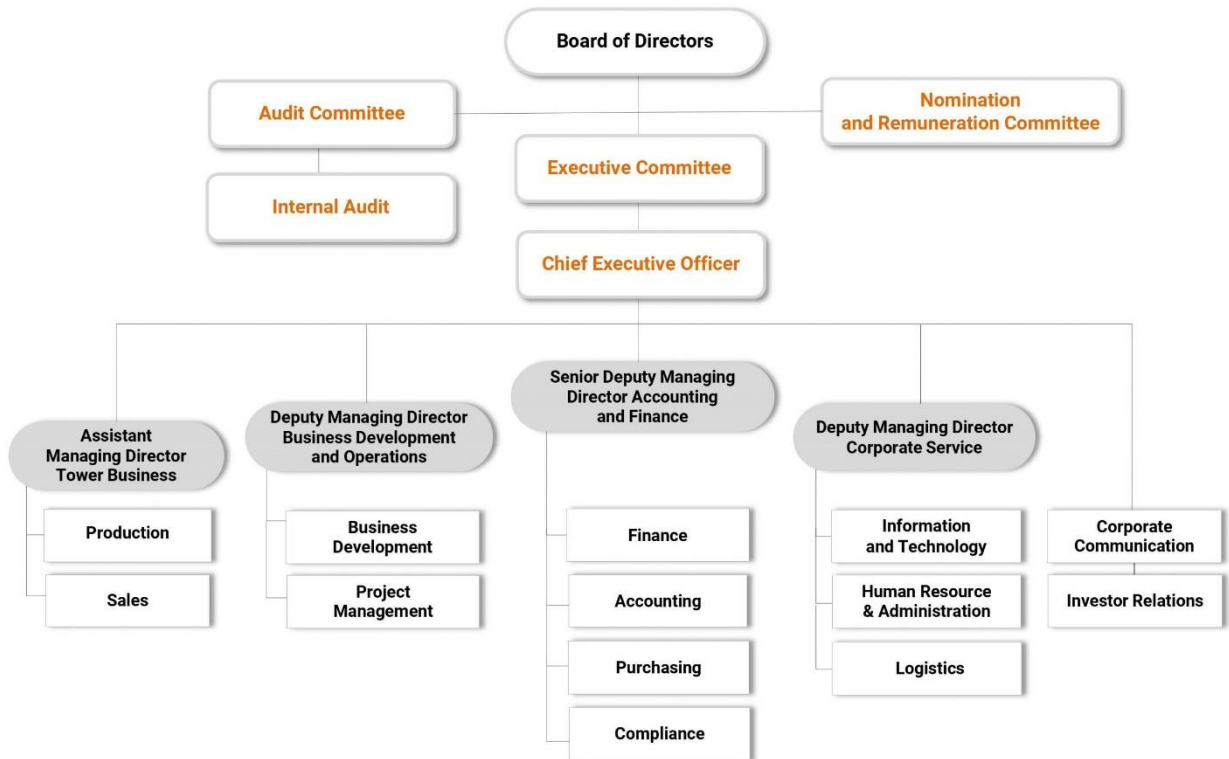 Board of Directors
Audit Committee
Nomination
and Remuneration Committee
Executive Committee
Internal Audit
Chief Executive Officer
Assistant
Managing Director
Tower Business
Production
Sales
Deputy Managing Director
Business Development
and Operations
Business
Development
Project
Management
Senior Deputy Managing
Director Accounting
and Finance
Finance
Accounting
Purchasing
Compliance
Deputy Managing Director
Corporate Service
Information
and Technology
Human Resource
& Administration
Logistics
Corporate
Communication
Investor Relations